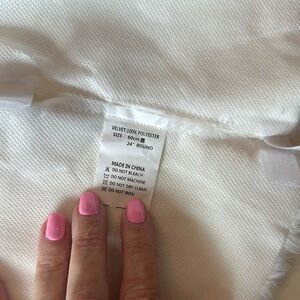 VELVET:100% POLYESTER
SIZE : 60cm
24" ROUND
MADE IN CHINA
DO NOT BLEACH
DO NOT MACHINE
DO NOT DRY CLEAN
DO NOT IRON